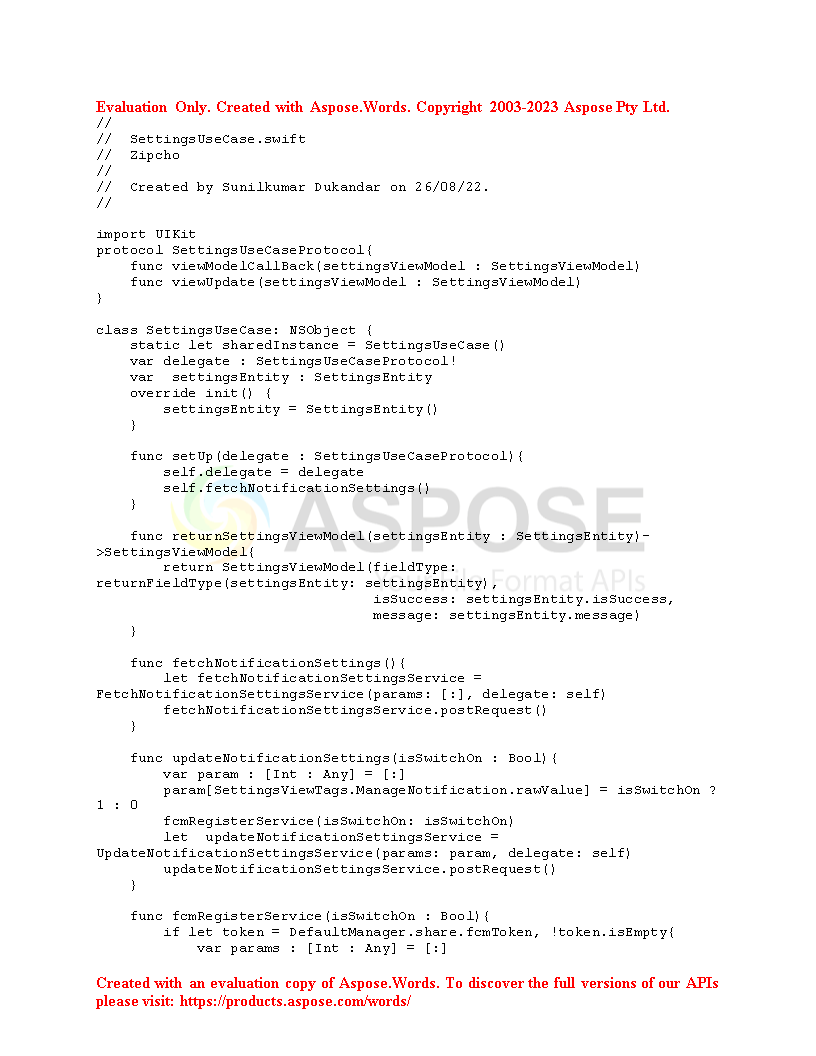 Evaluation Only. Created with Aspose.Words. Copyright 2003-2023 Aspose Pty Ltd.
//
//  SettingsUseCase.swift
//  Zipcho
//
//  Created by Sunilkumar Dukandar on 26/08/22.
//
import UIKit
protocol SettingsUseCaseProtocol{
    func viewModelCallBack(settingsViewModel : SettingsViewModel)
    func viewUpdate(settingsViewModel : SettingsViewModel)
}
class SettingsUseCase: NSObject {
    static let sharedInstance = SettingsUseCase()
    var delegate : SettingsUseCaseProtocol!
    var  settingsEntity : SettingsEntity
    override init() {
        settingsEntity = SettingsEntity()
    }
    func setUp(delegate : SettingsUseCaseProtocol){
        self.delegate = delegate
        self.fetchNotificationSettings()
    }
ASPOSE
    func returnSettingsViewModel(settingsEntity : SettingsEntity)-
>SettingsViewModel{
        return SettingsViewModel(fieldType:
returnFieldType(settingsEntity: settingsEntity),
File Format APIs
                                 isSuccess: settingsEntity.isSuccess,
                                 message: settingsEntity.message)
    }
    func fetchNotificationSettings(){
        let fetchNotificationSettingsService =
FetchNotificationSettingsService(params: [:], delegate: self)
        fetchNotificationSettingsService.postRequest()
    }
    func updateNotificationSettings(isSwitchOn : Bool){
        var param : [Int : Any] = [:]
        param[SettingsViewTags.ManageNotification.rawValue] = isSwitchOn ?
1 : 0
        fcmRegisterService(isSwitchOn: isSwitchOn)
        let  updateNotificationSettingsService =
UpdateNotificationSettingsService(params: param, delegate: self)
        updateNotificationSettingsService.postRequest()
    }
    func fcmRegisterService(isSwitchOn : Bool){
        if let token = DefaultManager.share.fcmToken, !token.isEmpty{
            var params : [Int : Any] = [:]
Created with an evaluation copy of Aspose.Words. To discover the full versions of our APIs
please visit: https://products.aspose.com/words/